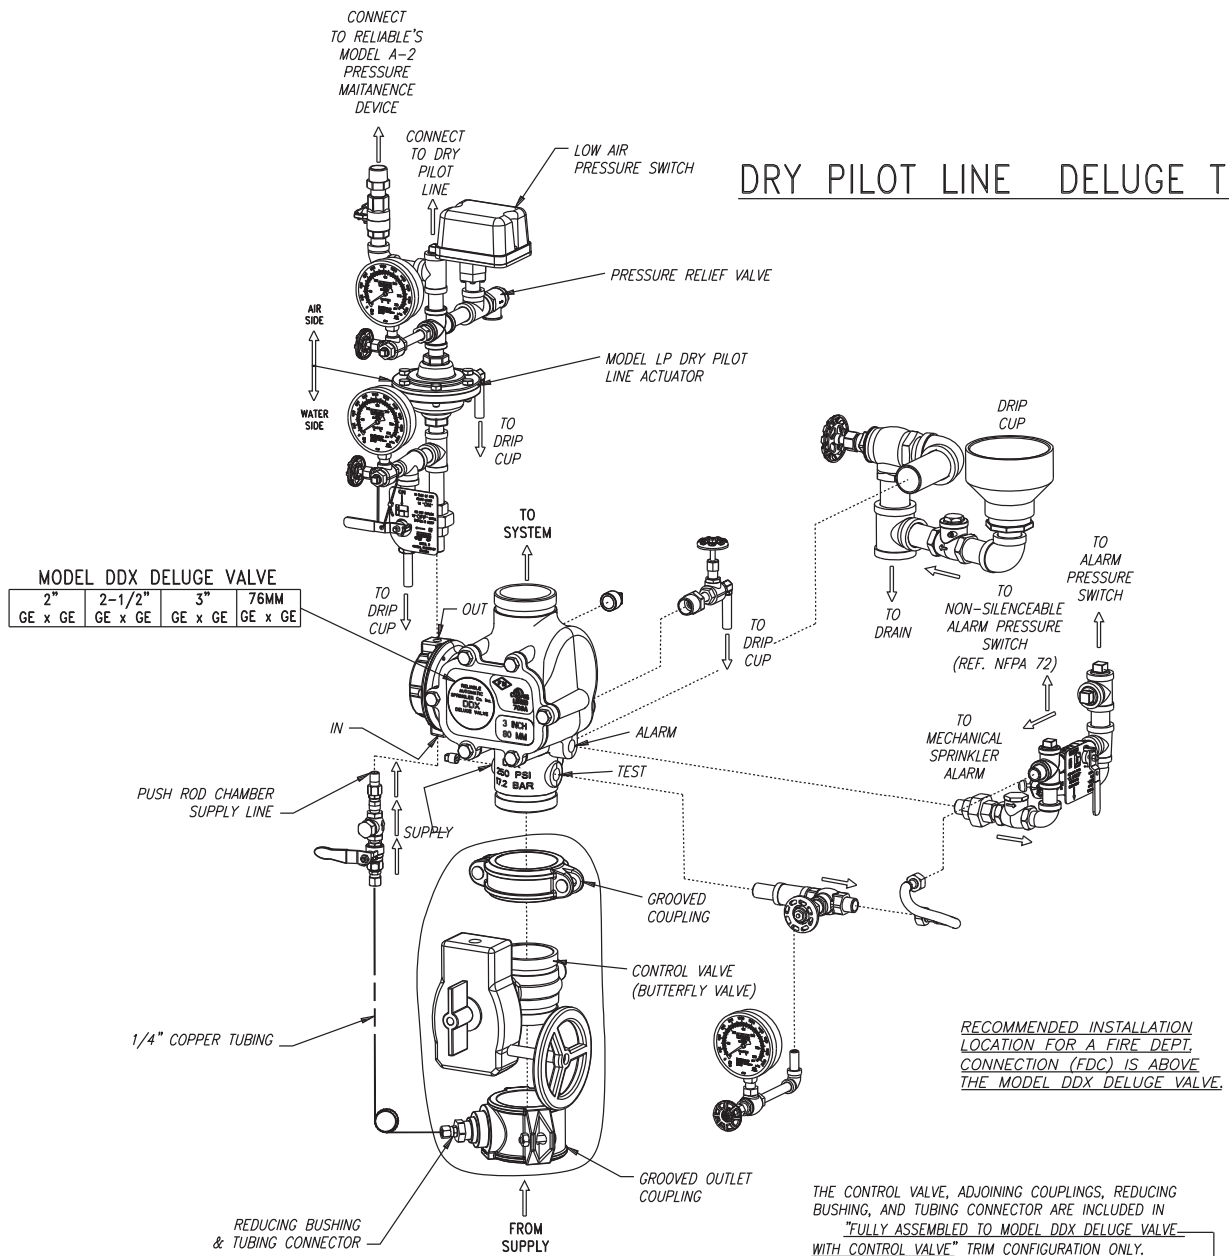 CONNECT
TO RELIABLE'S
MODEL A-2
PRESSURE
MAITANENCE
DEVICE
CONNECT
TO DRY
PILOT
LINE
LOW AIR
PRESSURE SWITCH
DRY PILOT LINE DELUGE T
PRESSURE RELIEF VALVE
AIR
SIDE
MODEL LP DRY PILOT
LINE ACTUATOR
WATER
SIDE
TO
DRIP
CUP
DRIP
CUP
TO
SYSTEM
TO
ALARM
PRESSURE
SWITCH
MODEL DDX DELUGE VALVE
2" 2-1/2" 3" 76MM
GE x GE GE x GE GE x GE GE x GE
TO
DRIP
CUP
OUT
TO
DRIP
CUP
TO
DRAIN
TO
NON-SILENCEABLE
ALARM PRESSURE
SWITCH
(REF. NFPA 72)
RELIABLE
AUTOMATIC
SPRINKLER Co. Inc.
DDX
DELUGE VALVE
3 INCH
80 MM
IN
ALARM
TO
MECHANICAL
SPRINKLER
ALARM
250 PSI
17.2 BAR
TEST
PUSH ROD CHAMBER
SUPPLY LINE
SUPPLY
GROOVED
COUPLING
CONTROL VALVE
(BUTTERFLY VALVE)
1/4" COPPER TUBING
RECOMMENDED INSTALLATION
LOCATION FOR A FIRE DEPT.
CONNECTION (FDC) IS ABOVE
THE MODEL DDX DELUGE VALVE.
GROOVED OUTLET
COUPLING
REDUCING BUSHING
& TUBING CONNECTOR
FROM
SUPPLY
THE CONTROL VALVE, ADJOINING COUPLINGS, REDUCING
BUSHING, AND TUBING CONNECTOR ARE INCLUDED IN
"FULLY ASSEMBLED TO MODEL DDX DELUGE VALVE
WITH CONTROL VALVE" TRIM CONFIGURATION ONLY.